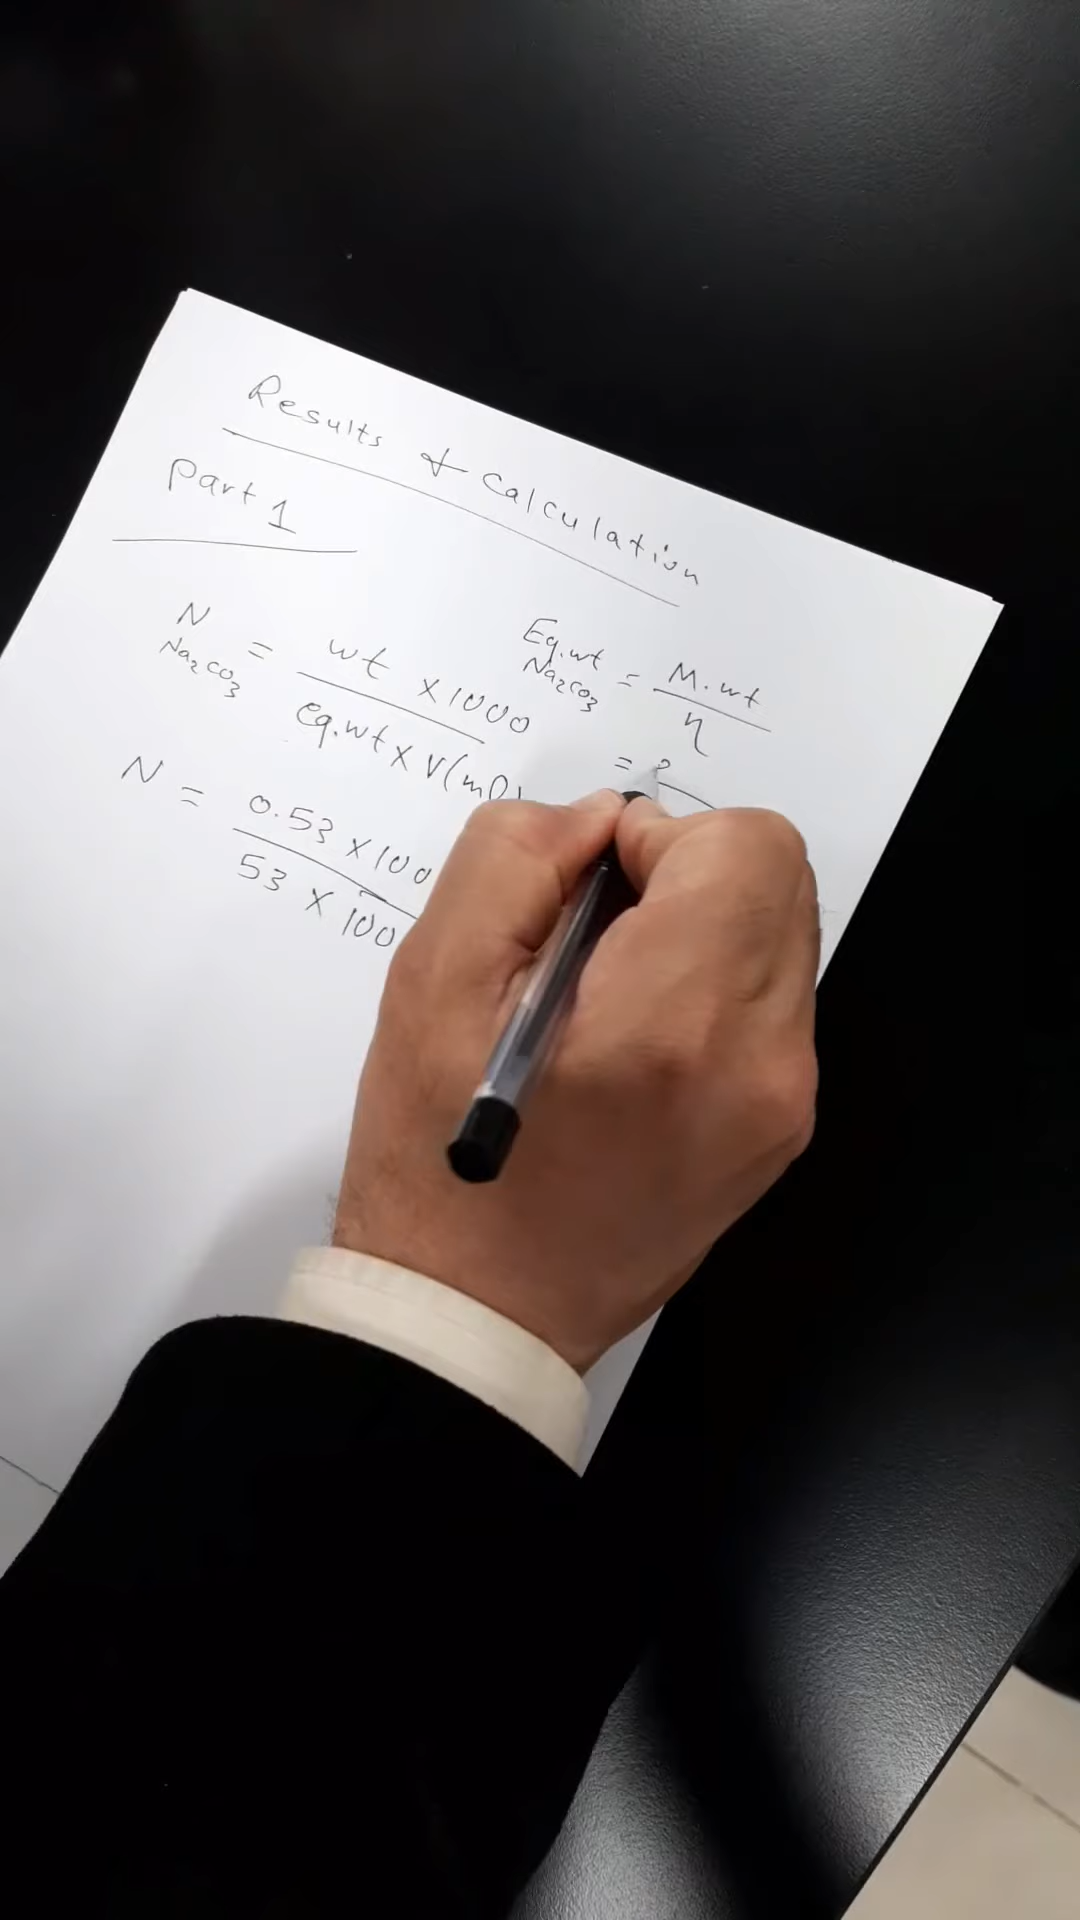 Results & Calculation
Part 1
N Na2CO3 = wt × 1000 / eq.wt × V(ml)
Eq.wt Na2CO3 = M.wt / η
=
N = 0.53 × 100 / 53 × 100